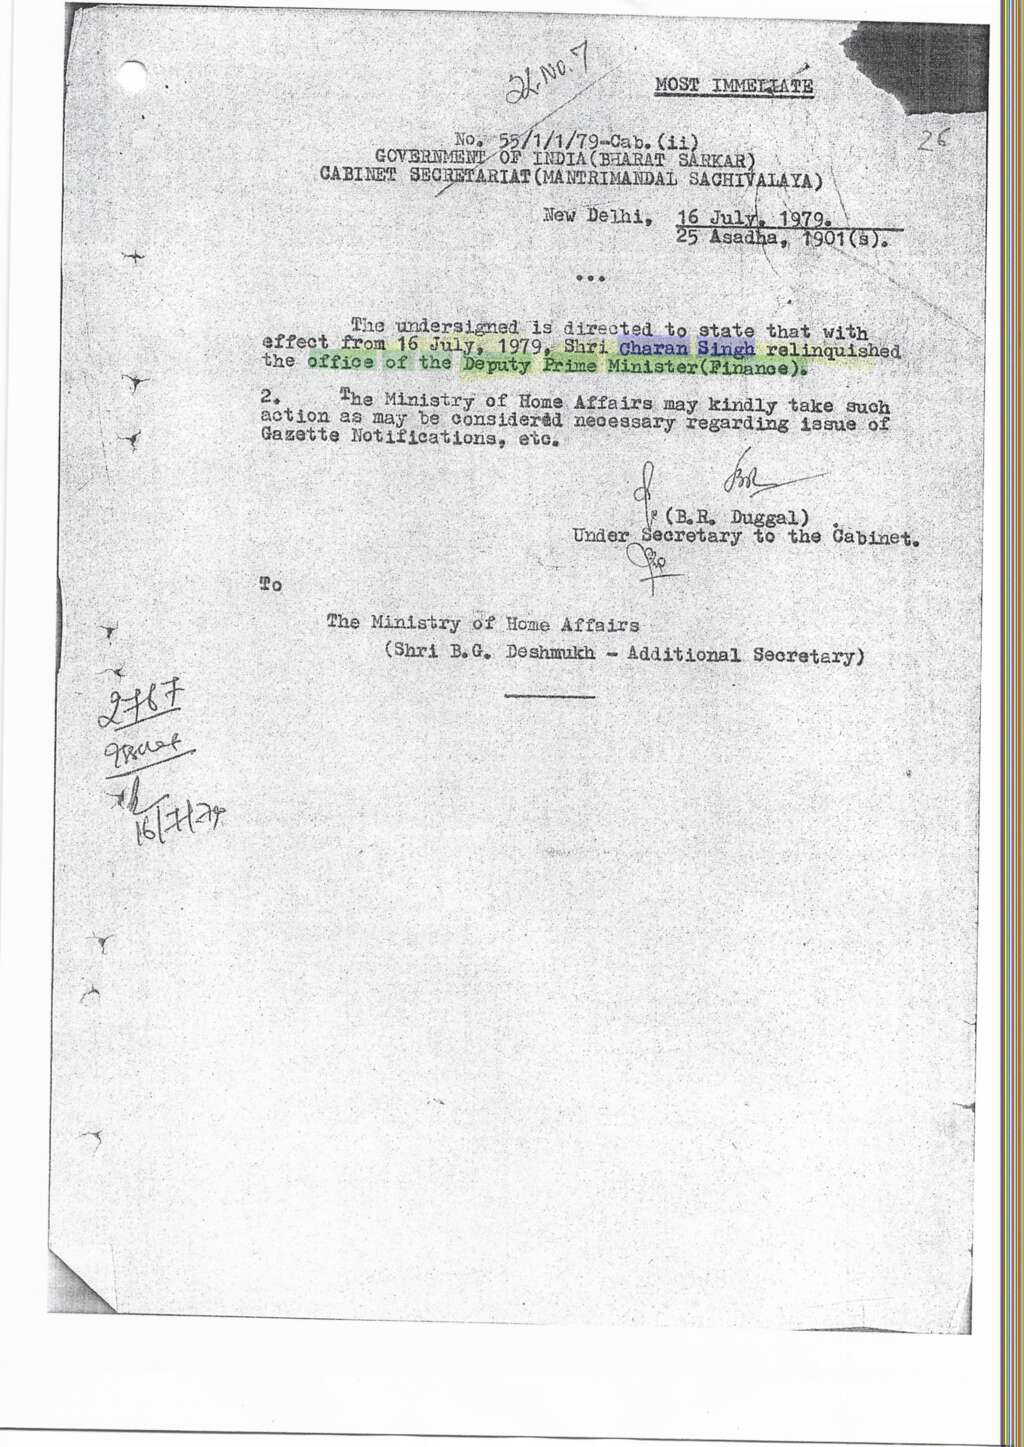 Sl.No.7
MOST IMMEDIATE
26
No. 55/1/1/79-Cab.(ii)
GOVERNMENT OF INDIA(BHARAT SARKAR)
CABINET SECRETARIAT(MANTRIMANDAL SACHIVALAYA)
New Delhi, 16 July, 1979.
25 Asadha, 1901(s).
...
The undersigned is directed to state that with
effect from 16 July, 1979, Shri Charan Singh relinquished
the office of the Deputy Prime Minister(Finance).
2. The Ministry of Home Affairs may kindly take such
action as may be considered necessary regarding issue of
Gazette Notifications, etc.
(B.R. Duggal)
Under Secretary to the Cabinet.
To
The Ministry of Home Affairs
(Shri B.G. Deshmukh - Additional Secretary)
2767
Issued
16/7/79